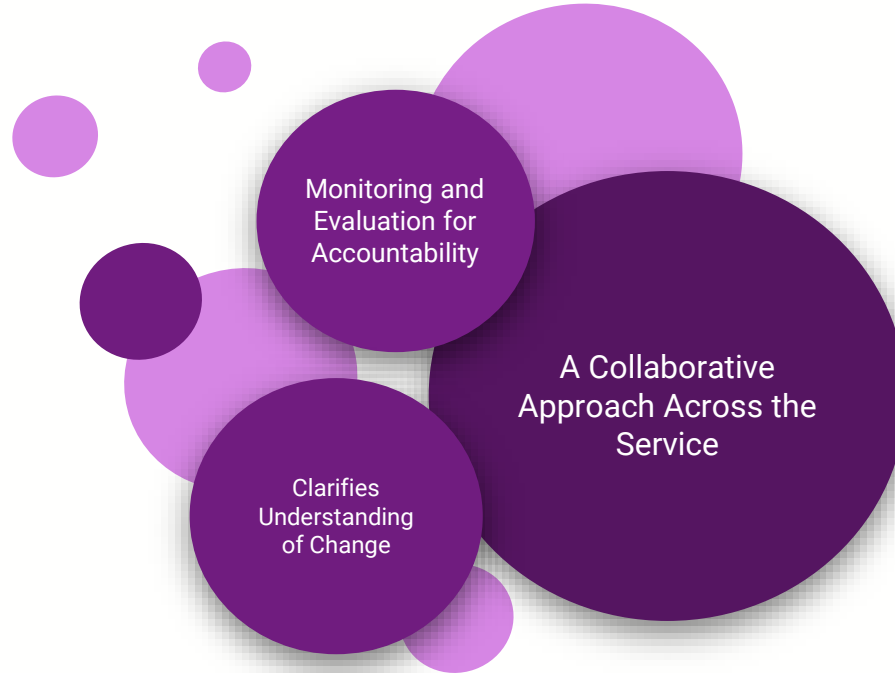 Monitoring and
Evaluation for
Accountability
A Collaborative
Approach Across the
Service
Clarifies
Understanding
of Change